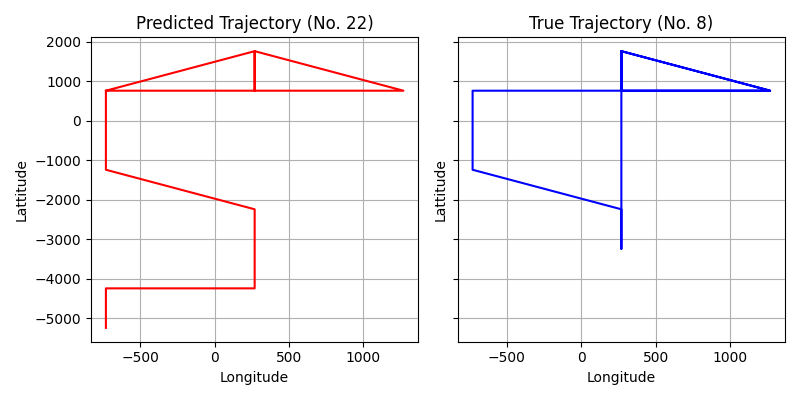 Predicted Trajectory (No. 22)
True Trajectory (No. 8)
2000
1000
0
−1000
−2000
−3000
−4000
−5000
Lattitude
Lattitude
−500
0
500
1000
−500
0
500
1000
Longitude
Longitude